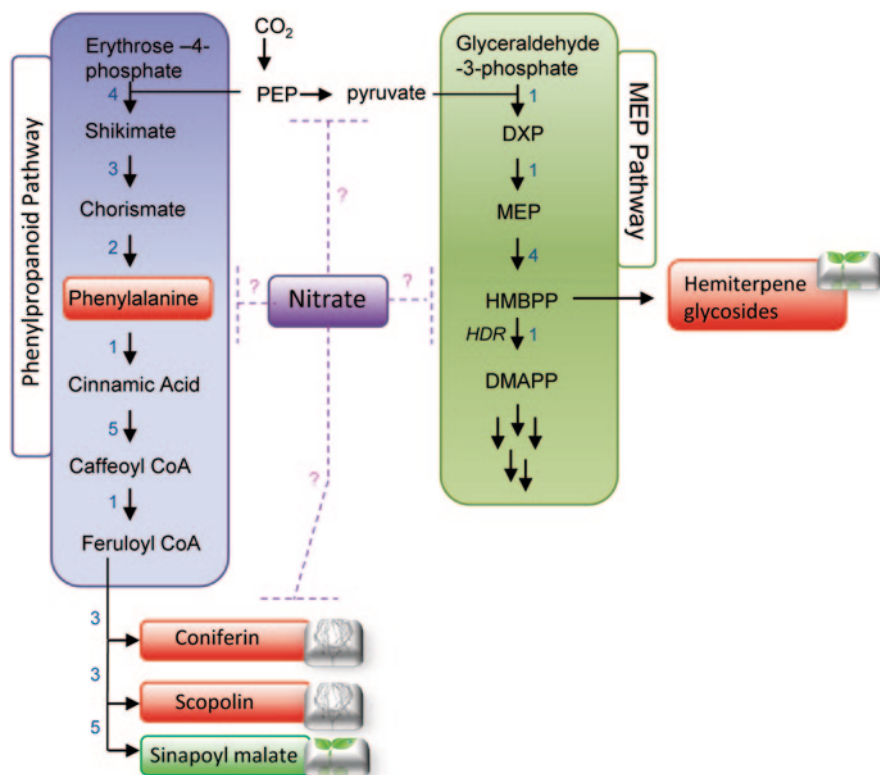 Phenylpropanoid Pathway
Erythrose –4-
phosphate
4
Shikimate
3
Chorismate
2
Phenylalanine
1
Cinnamic Acid
5
Caffeoyl CoA
1
Feruloyl CoA
3
Coniferin
3
Scopolin
5
Sinapoyl malate
CO2
PEP
pyruvate
?
?
Nitrate
?
?
Glyceraldehyde
-3-phosphate
1
DXP
1
MEP
4
HMBPP
HDR
1
DMAPP
MEP Pathway
Hemiterpene
glycosides